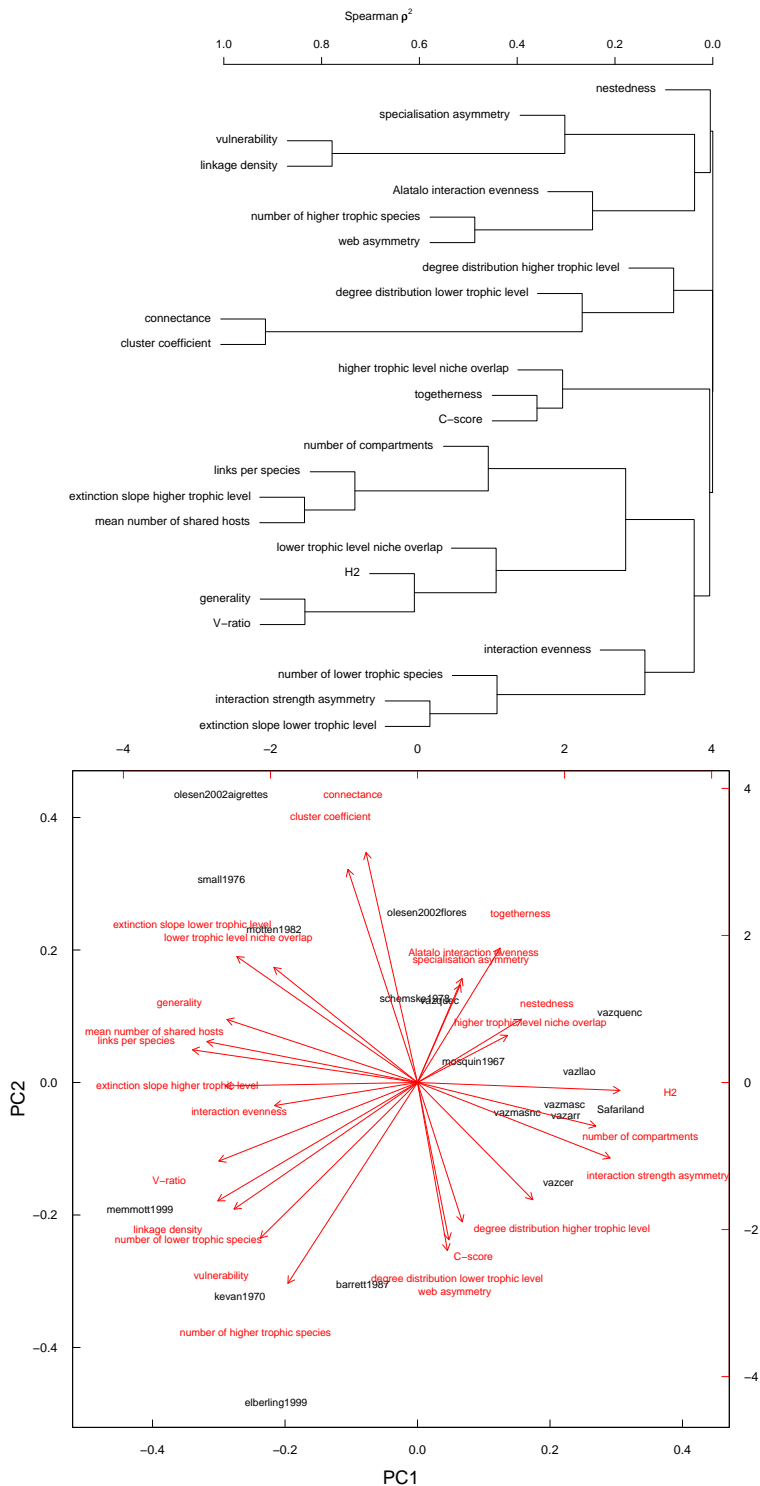 Spearman ρ²
1.0 0.8 0.6 0.4 0.2 0.0
nestedness
specialisation asymmetry
vulnerability
linkage density
Alatalo interaction evenness
number of higher trophic species
web asymmetry
degree distribution higher trophic level
degree distribution lower trophic level
connectance
cluster coefficient
higher trophic level niche overlap
togetherness
C−score
number of compartments
links per species
extinction slope higher trophic level
mean number of shared hosts
lower trophic level niche overlap
H2
generality
V−ratio
interaction evenness
number of lower trophic species
interaction strength asymmetry
extinction slope lower trophic level
−4 −2 0 2 4
olesen2002aigrettes connectance
4
0.4 cluster coefficient
small1976
olesen2002flores togetherness
extinction slope lower trophic level
motten1982
2
lower trophic level niche overlap
0.2
Alatalo interaction evenness
specialisation asymmetry
generality
schemske1978
vazquec
nestedness
vazquenc
higher trophic level niche overlap
mean number of shared hosts
links per species
mosquin1967
vazllao
PC2
0.0
0
extinction slope higher trophic level
H2
interaction evenness
vazmasnc
vazmasc
Safariland
vazarr
number of compartments
interaction strength asymmetry
V−ratio
vazcer
memmott1999
−0.2
linkage density
degree distribution higher trophic level
−2
number of lower trophic species
C−score
vulnerability
degree distribution lower trophic level
barrett1987
web asymmetry
kevan1970
number of higher trophic species
−0.4
−4
elberling1999
−0.4 −0.2 0.0 0.2 0.4
PC1